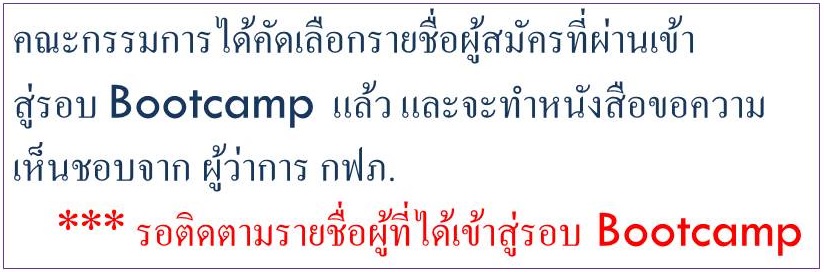 คณะกรรมการได้คัดเลือกรายชื่อผู้สมัครที่ผ่านเข้า
สู่รอบ Bootcamp แล้ว และจะทำหนังสือขอความ
เห็นชอบจาก ผู้ว่าการ กฟภ.
*** รอติดตามรายชื่อผู้ที่ได้เข้าสู่รอบ Bootcamp